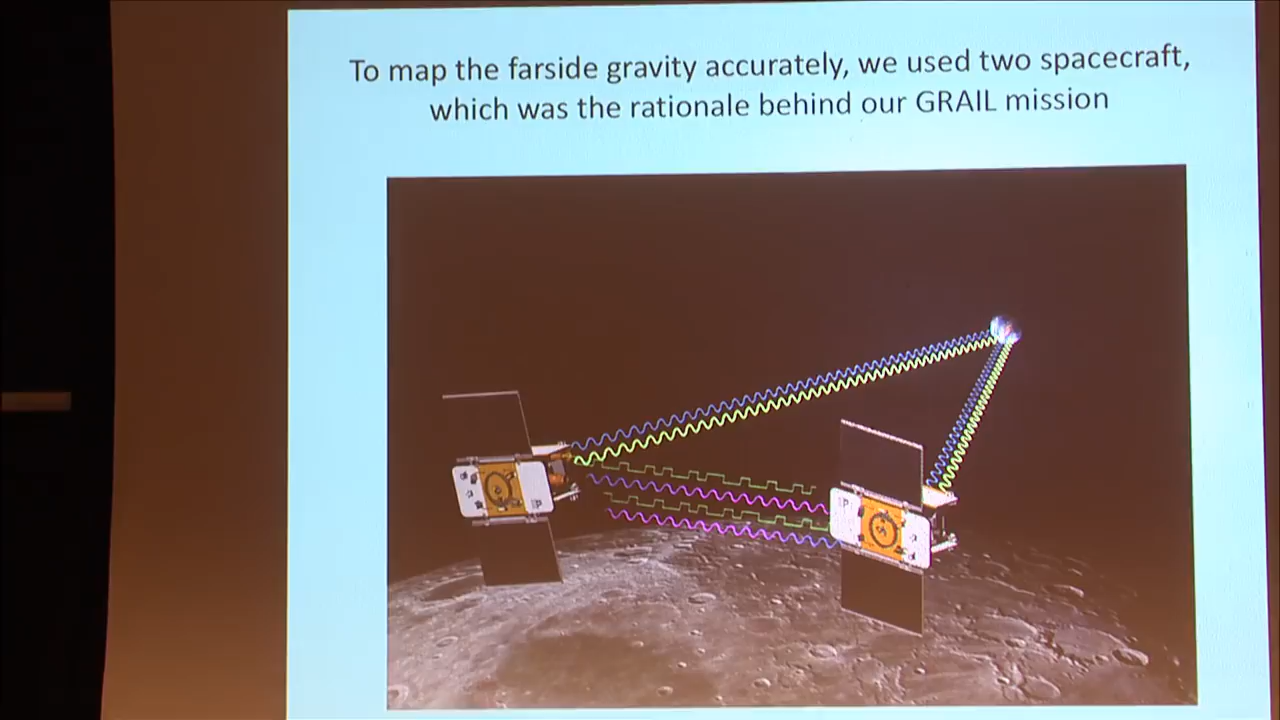 To map the farside gravity accurately, we used two spacecraft,
which was the rationale behind our GRAIL mission